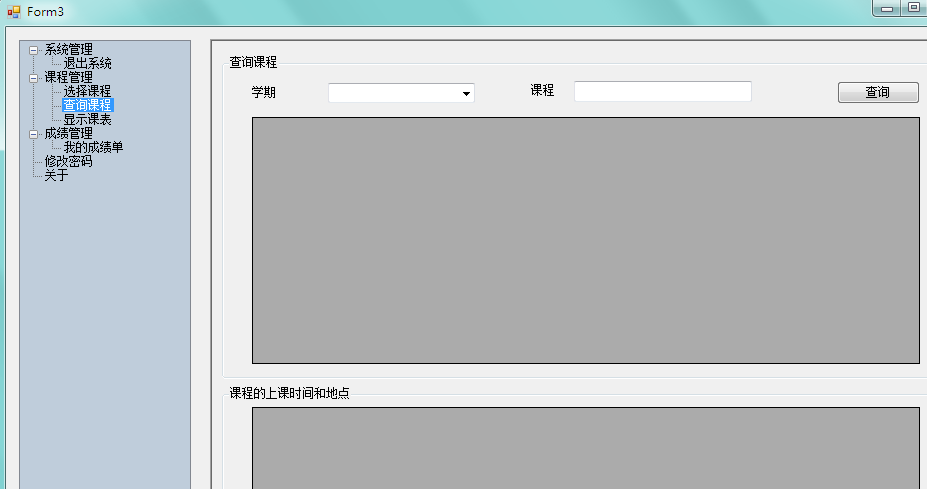 Form3
系统管理
退出系统
课程管理
选择课程
查询课程
显示课表
成绩管理
我的成绩单
修改密码
关于
查询课程
学期 课程 查询
课程的上课时间和地点